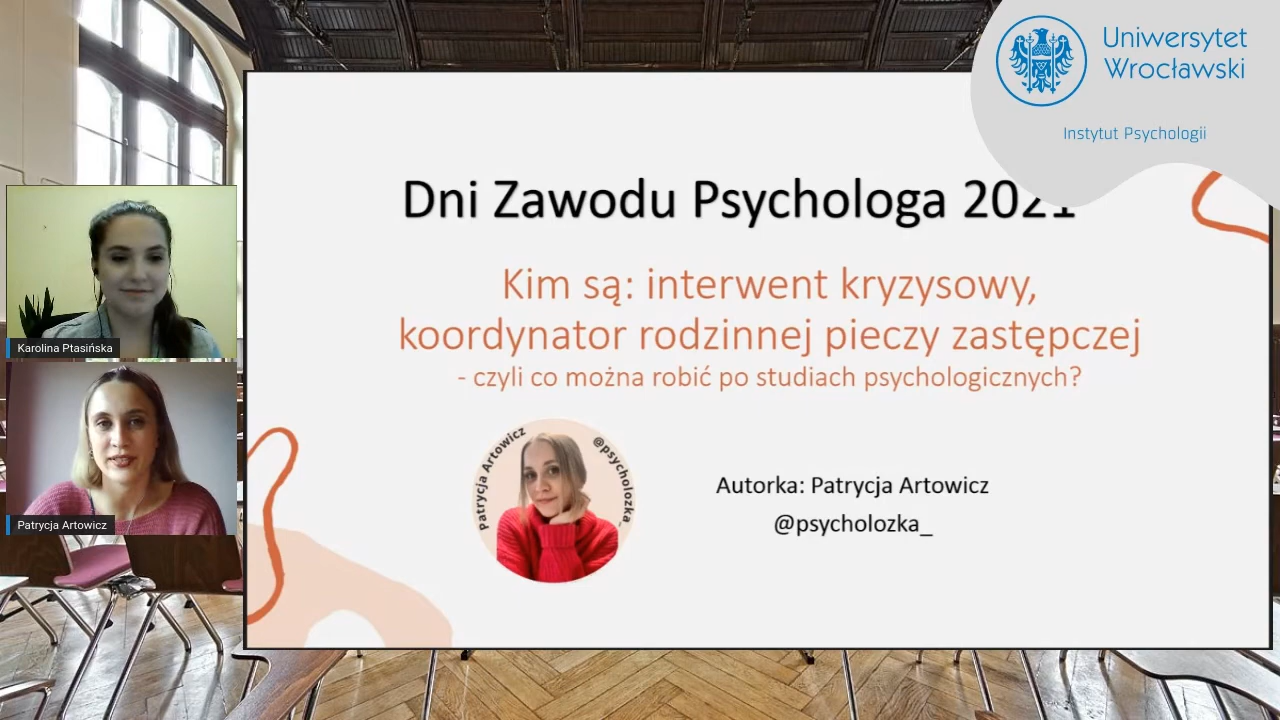 Uniwersytet
Wrocławski
Instytut Psychologii
Dni Zawodu Psychologa 2021
Kim są: interwent kryzysowy,
koordynator rodzinnej pieczy zastępczej
- czyli co można robić po studiach psychologicznych?
Karolina Ptasińska
Patrycja Artowicz
Patrycja Artowicz @psycholozka_
Autorka: Patrycja Artowicz
@psycholozka_